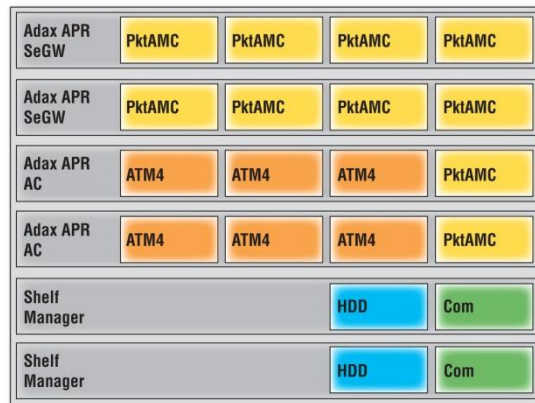 Adax APR
SeGW
PktAMC PktAMC PktAMC PktAMC
Adax APR
SeGW
PktAMC PktAMC PktAMC PktAMC
Adax APR
AC
ATM4 ATM4 ATM4 PktAMC
Adax APR
AC
ATM4 ATM4 ATM4 PktAMC
Shelf
Manager
HDD Com
Shelf
Manager
HDD Com